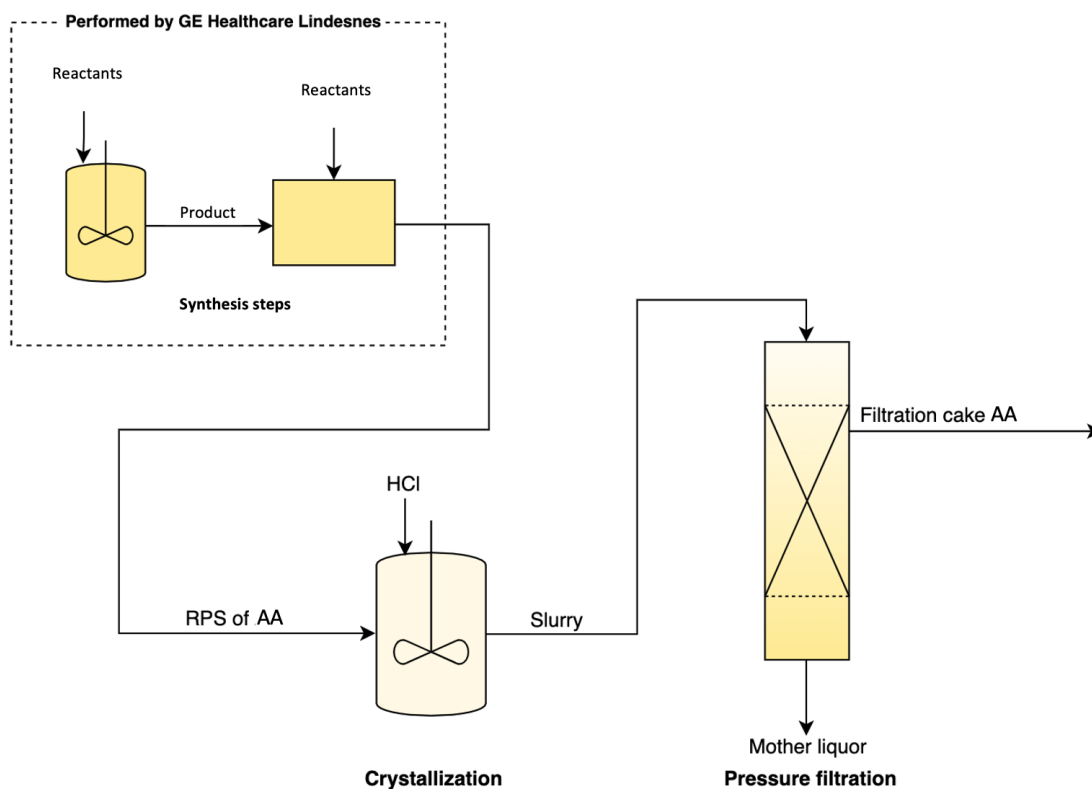 Performed by GE Healthcare Lindesnes
Reactants
Reactants
Product
Synthesis steps
Filtration cake AA
HCl
RPS of AA
Slurry
Mother liquor
Crystallization
Pressure filtration